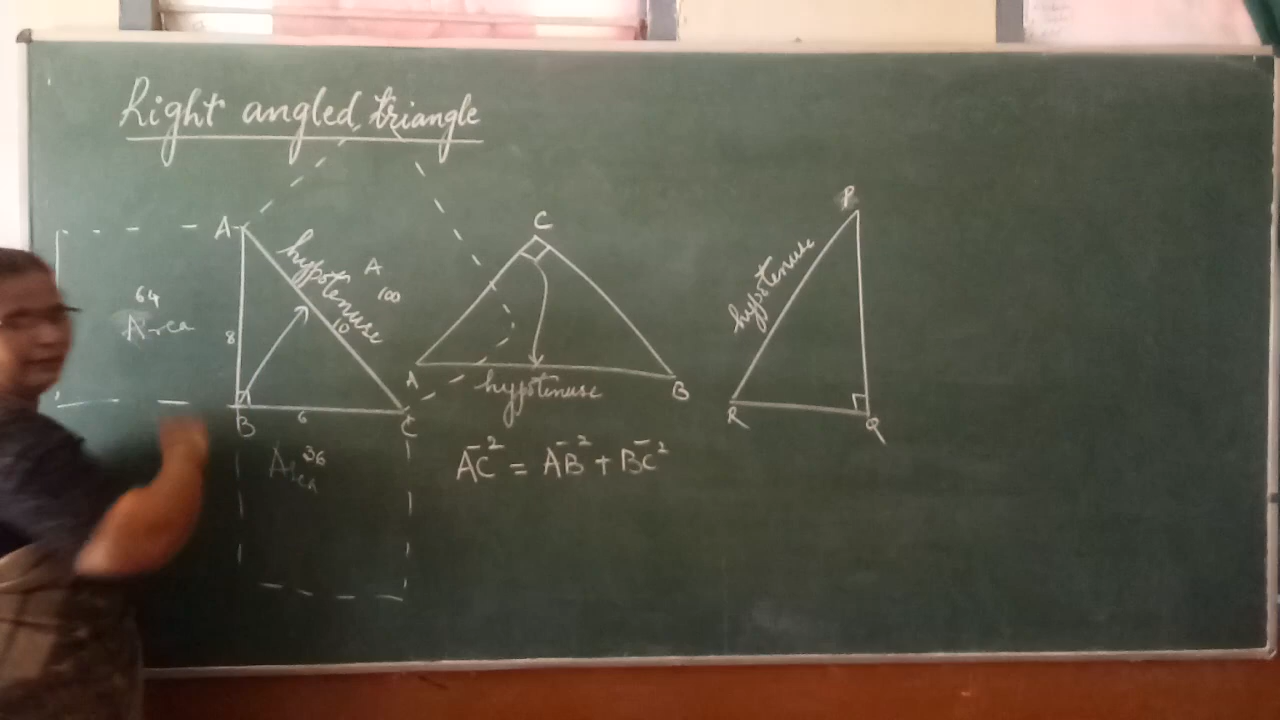 Right angled triangle
A
hypotenuse
A
100
10
64
Area
8
B
6
C
Area 36
C
A
B
hypotenuse
P
hypotenuse
R
Q
AC² = AB² + BC²